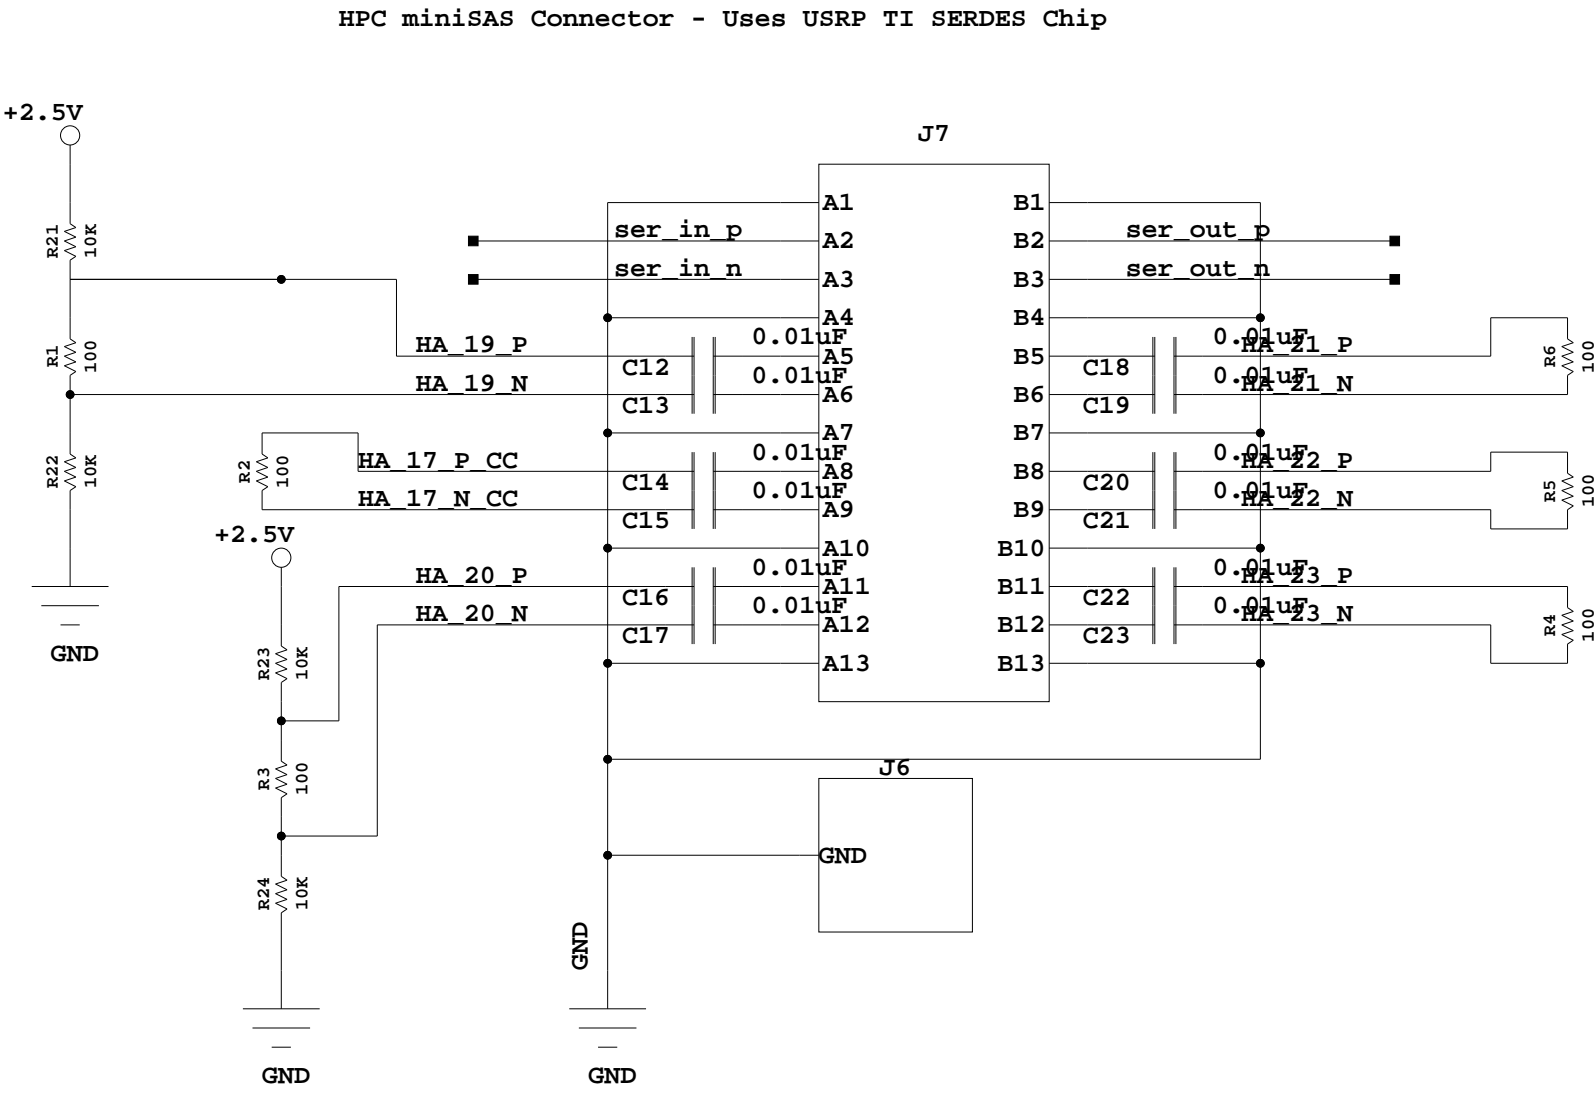 HPC miniSAS Connector - Uses USRP TI SERDES Chip
+2.5V
J7
A1
B1
ser_in_p
A2
B2
ser_out_p
R21
10K
ser_in_n
A3
B3
ser_out_n
A4
B4
0.01uF
0.01uF
HA_19_P
A5
B5
HA_21_P
R1
100
C12
C18
R6
100
0.01uF
0.01uF
HA_19_N
A6
B6
HA_21_N
C13
C19
A7
B7
0.01uF
0.01uF
R22
10K
R2
100
HA_17_P_CC
A8
B8
HA_22_P
C14
C20
R5
100
0.01uF
0.01uF
HA_17_N_CC
A9
B9
HA_22_N
C15
C21
+2.5V
A10
B10
0.01uF
0.01uF
HA_20_P
A11
B11
HA_23_P
C16
C22
0.01uF
0.01uF
HA_20_N
A12
B12
HA_23_N
R4
100
C17
C23
GND
R23
10K
A13
B13
J6
R3
100
GND
R24
10K
GND
GND
GND